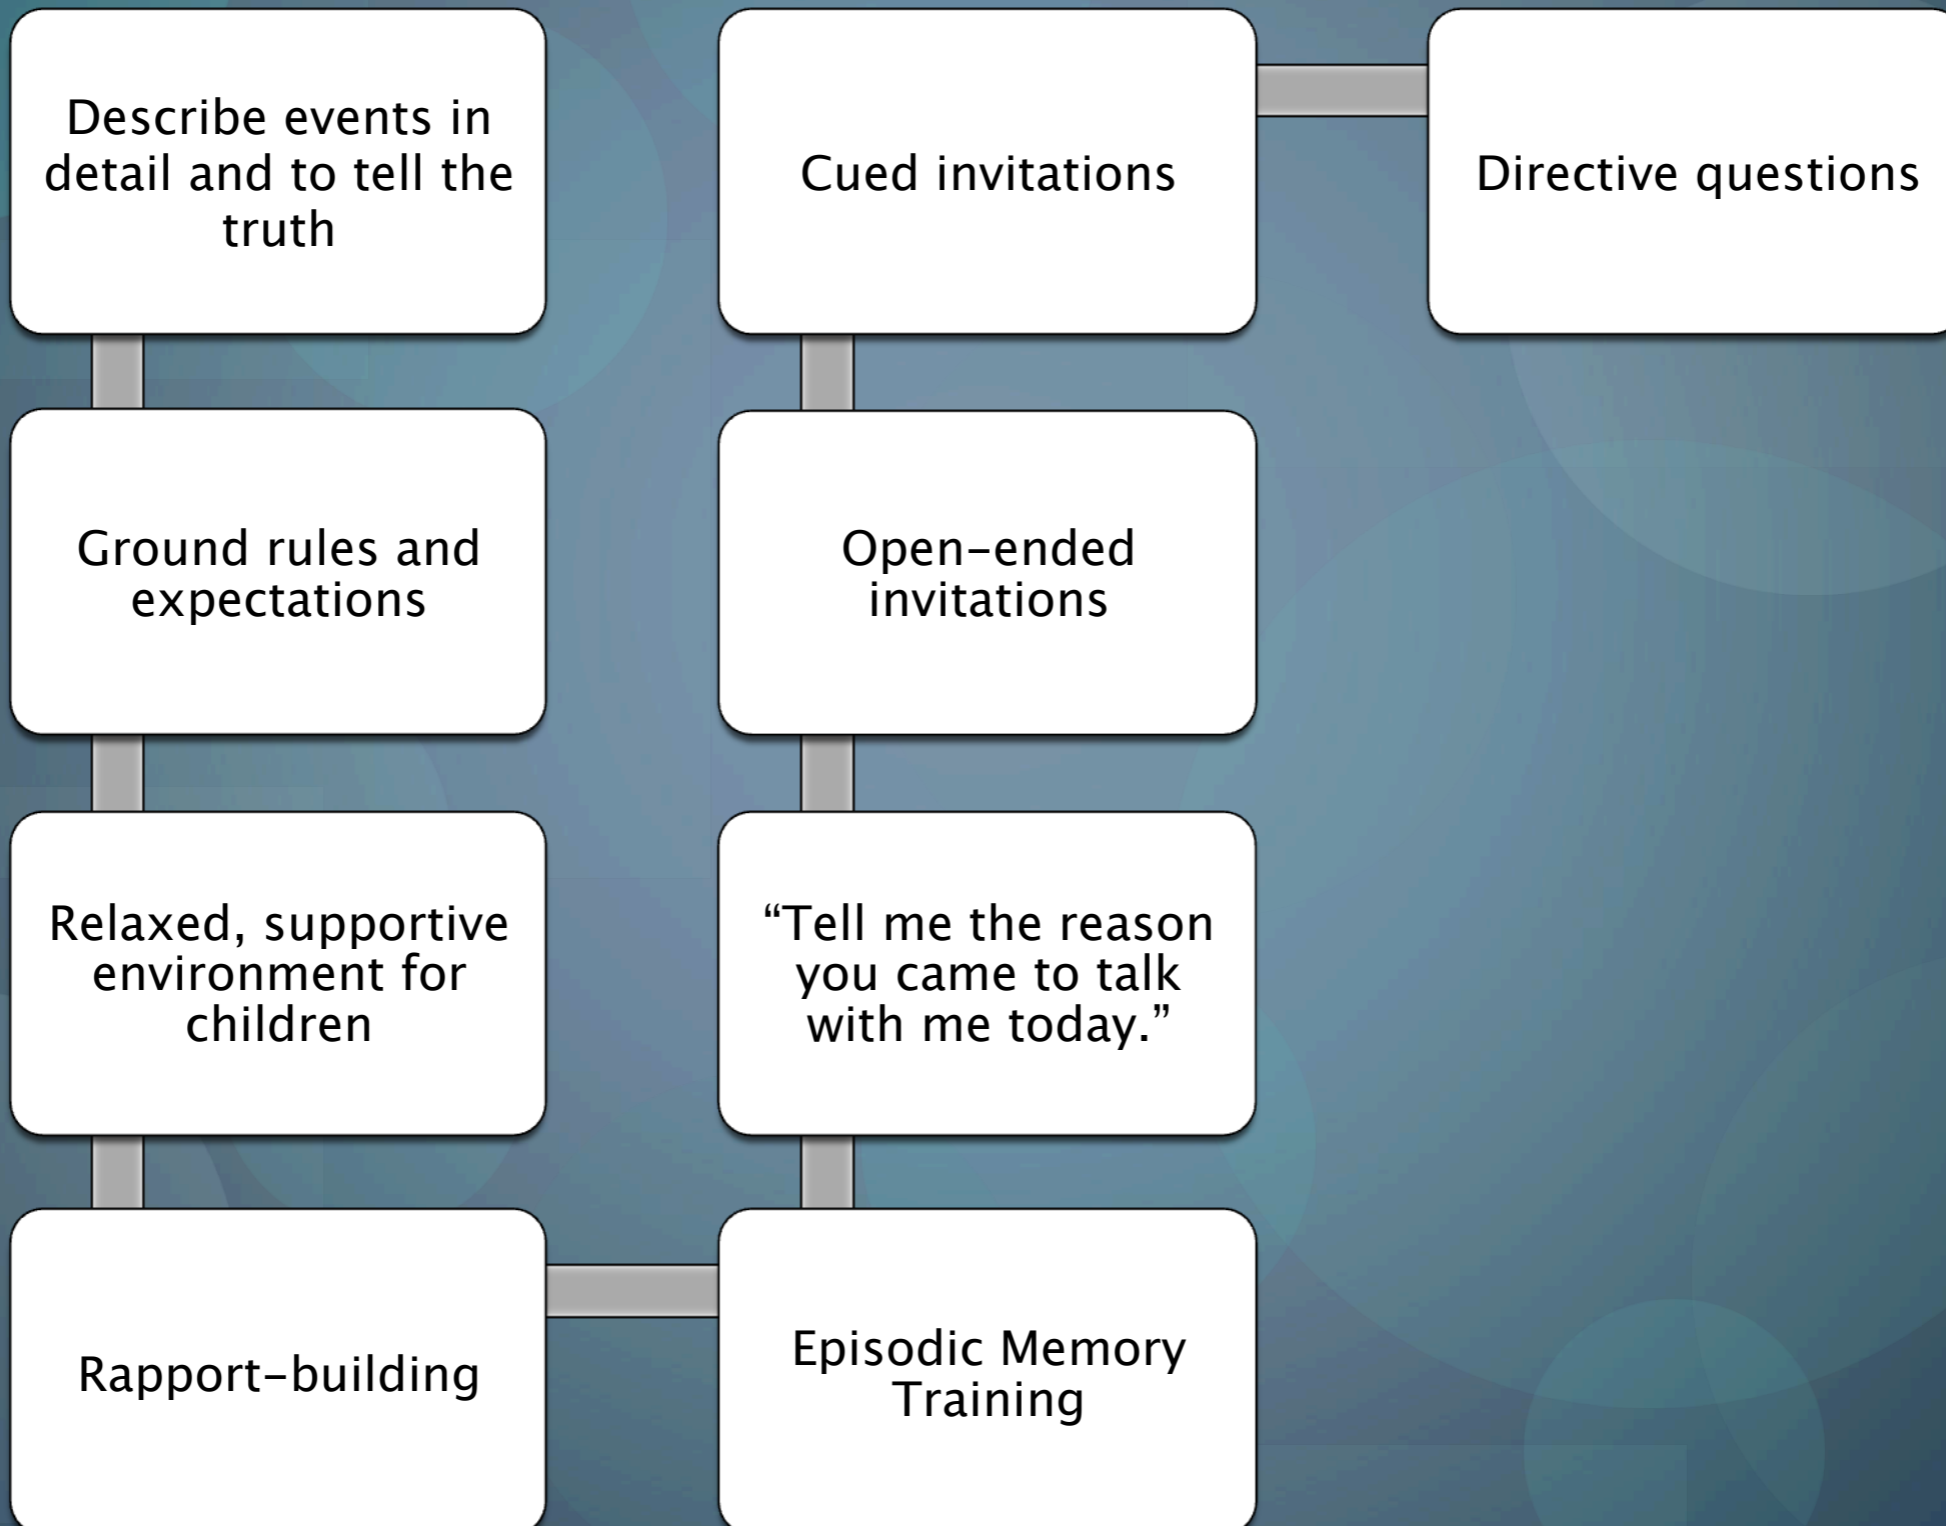 Describe events in
detail and to tell the
truth
Ground rules and
expectations
Relaxed, supportive
environment for
children
Rapport–building
Episodic Memory
Training
“Tell me the reason
you came to talk
with me today.”
Open–ended
invitations
Cued invitations
Directive questions